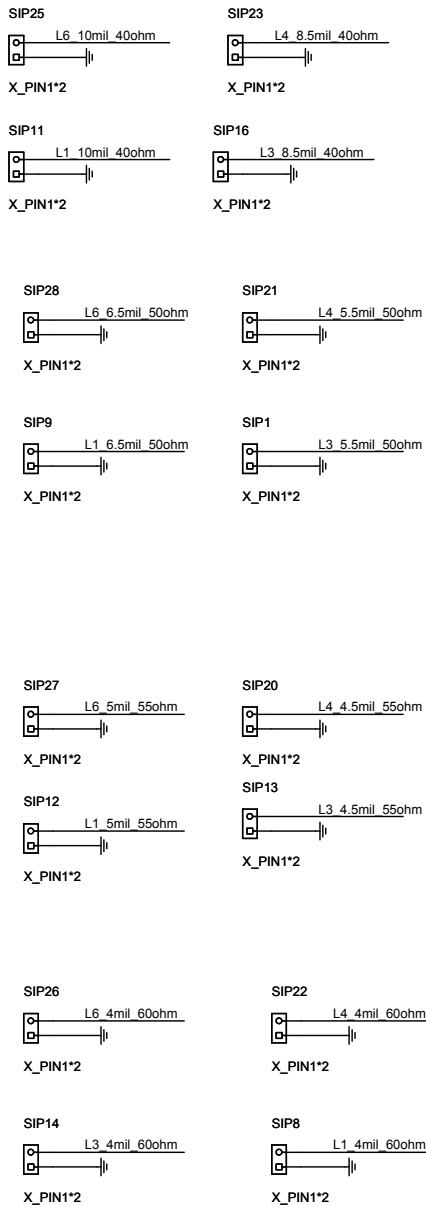 SIP25
L6_10mil_40ohm
X_PIN1*2
SIP23
L4_8.5mil_40ohm
X_PIN1*2
SIP11
L1_10mil_40ohm
X_PIN1*2
SIP16
L3_8.5mil_40ohm
X_PIN1*2
SIP28
L6_6.5mil_50ohm
X_PIN1*2
SIP21
L4_5.5mil_50ohm
X_PIN1*2
SIP9
L1_6.5mil_50ohm
X_PIN1*2
SIP1
L3_5.5mil_50ohm
X_PIN1*2
SIP27
L6_5mil_55ohm
X_PIN1*2
SIP20
L4_4.5mil_55ohm
X_PIN1*2
SIP12
L1_5mil_55ohm
X_PIN1*2
SIP13
L3_4.5mil_55ohm
X_PIN1*2
SIP26
L6_4mil_60ohm
X_PIN1*2
SIP22
L4_4mil_60ohm
X_PIN1*2
SIP14
L3_4mil_60ohm
X_PIN1*2
SIP8
L1_4mil_60ohm
X_PIN1*2